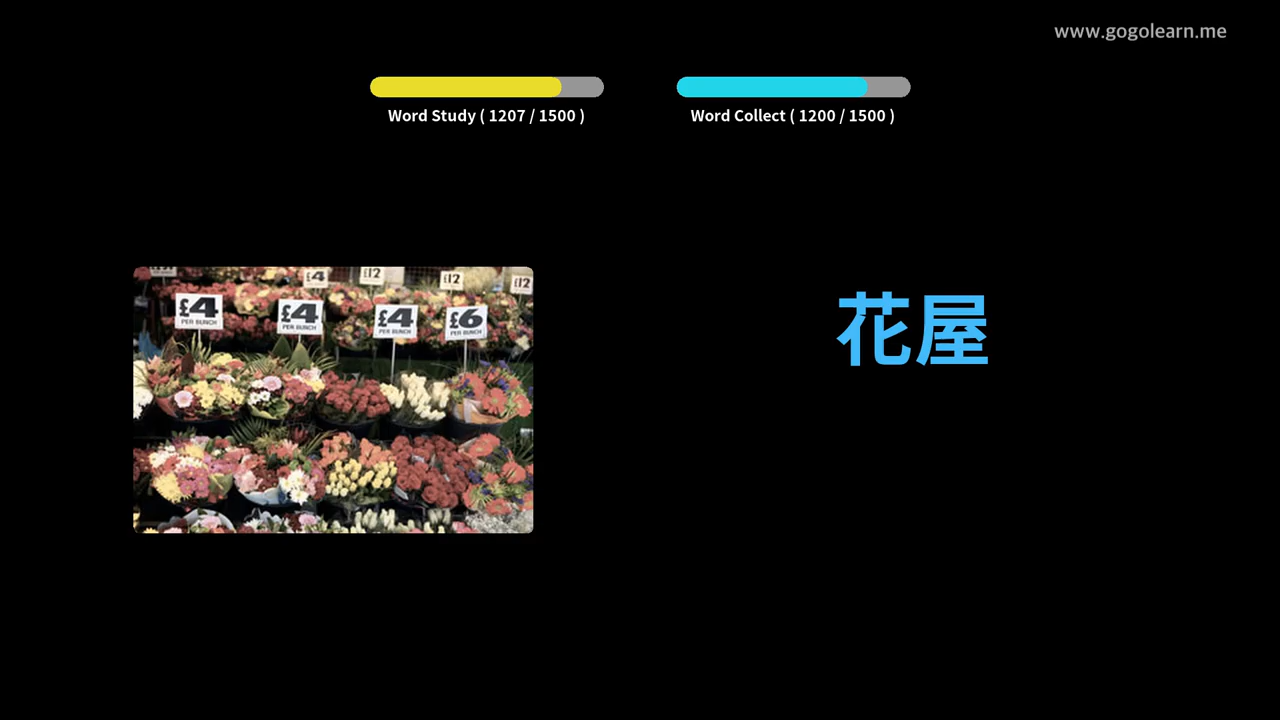 www.gogolearn.me
Word Study ( 1207 / 1500 )
Word Collect ( 1200 / 1500 )
£4
£12
£12
£12
£4
PER BUNCH
£4
PER BUNCH
£4
PER BUNCH
£6
PER BUNCH
花屋